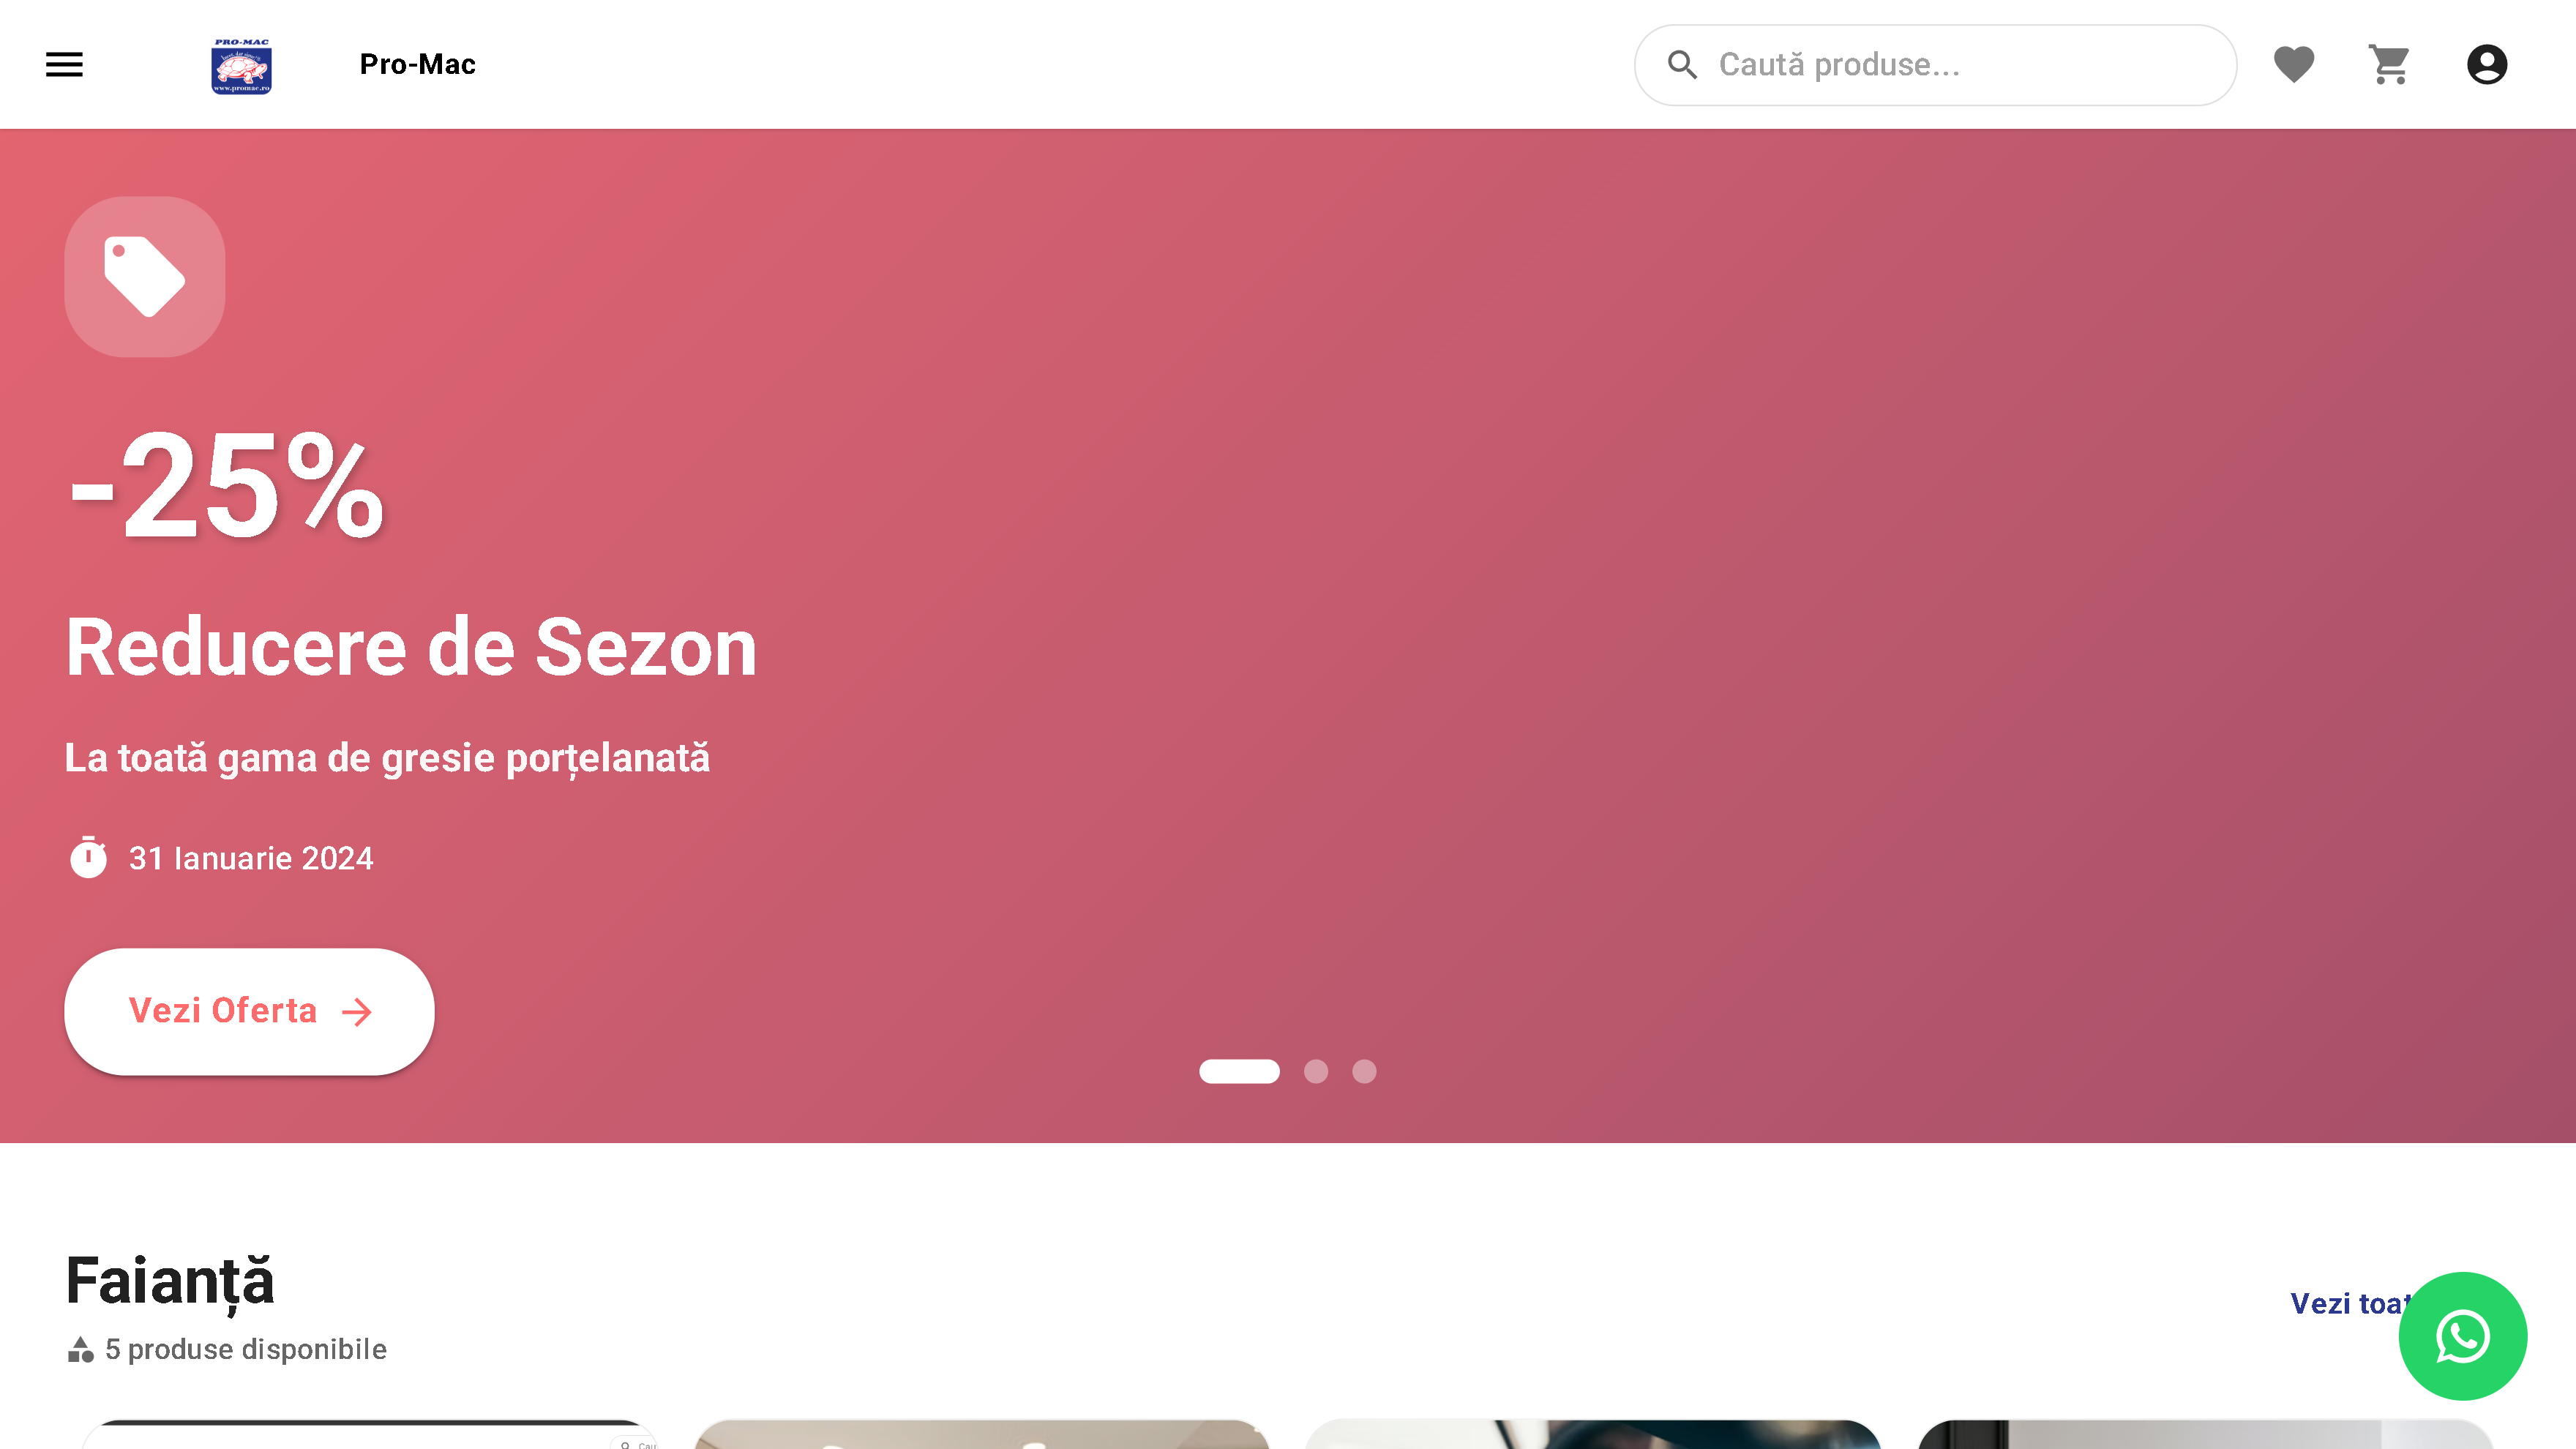 PRO-MAC
www.promac.ro
Pro-Mac
Caută produse...
-25%
Reducere de Sezon
La toată gama de gresie porțelanată
31 Ianuarie 2024
Vezi Oferta
Faianță
Vezi toat
5 produse disponibile
Cau